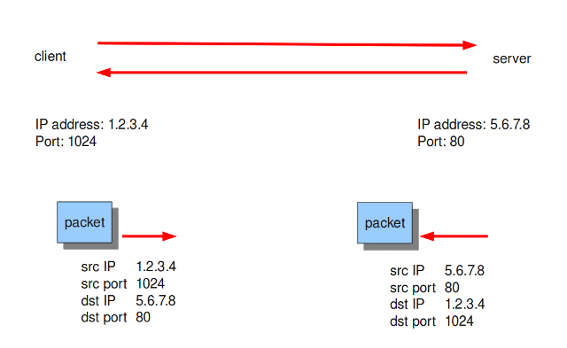 client
server
IP address: 1.2.3.4
Port: 1024
IP address: 5.6.7.8
Port: 80
packet
src IP 1.2.3.4
src port 1024
dst IP 5.6.7.8
dst port 80
packet
src IP 5.6.7.8
src port 80
dst IP 1.2.3.4
dst port 1024